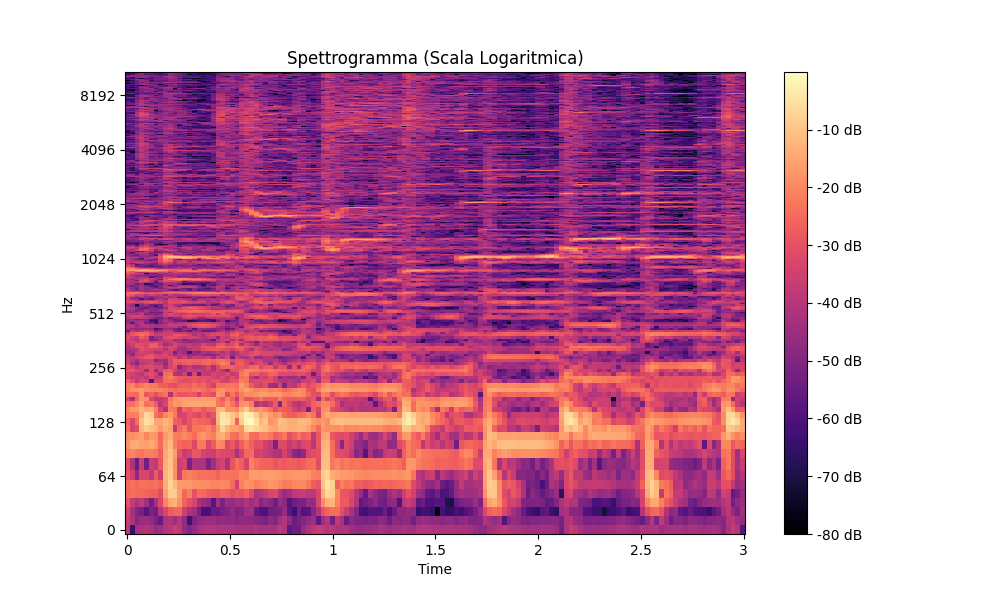 Spettrogramma (Scala Logaritmica)
Hz
8192
4096
2048
1024
512
256
128
64
0
0
0.5
1
1.5
2
2.5
3
Time
-10 dB
-20 dB
-30 dB
-40 dB
-50 dB
-60 dB
-70 dB
-80 dB